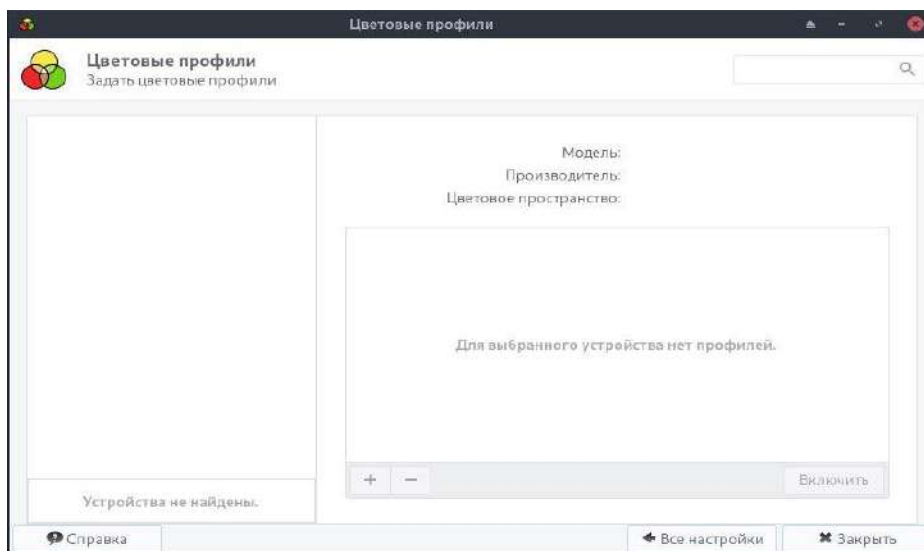 Цветовые профили
Цветовые профили
Задать цветовые профили
Модель:
Производитель:
Цветовое пространство:
Для выбранного устройства нет профилей.
Включить
Устройства не найдены.
Справка
Все настройки
Закрыть